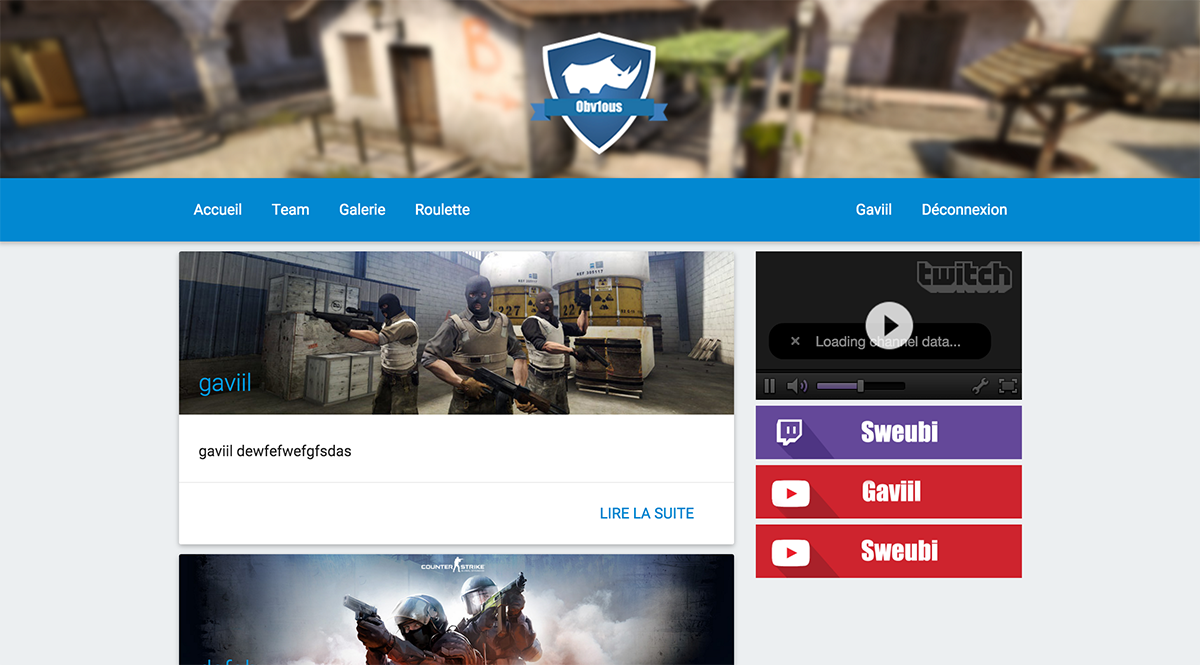 B
Obv1ous
Accueil Team Galerie Roulette Gaviil Déconnexion
227
gaviil
gaviil dewfefwefgfsdas
LIRE LA SUITE
COUNTER STRIKE
twitch
Loading channel data...
Sweubi
Gaviil
Sweubi